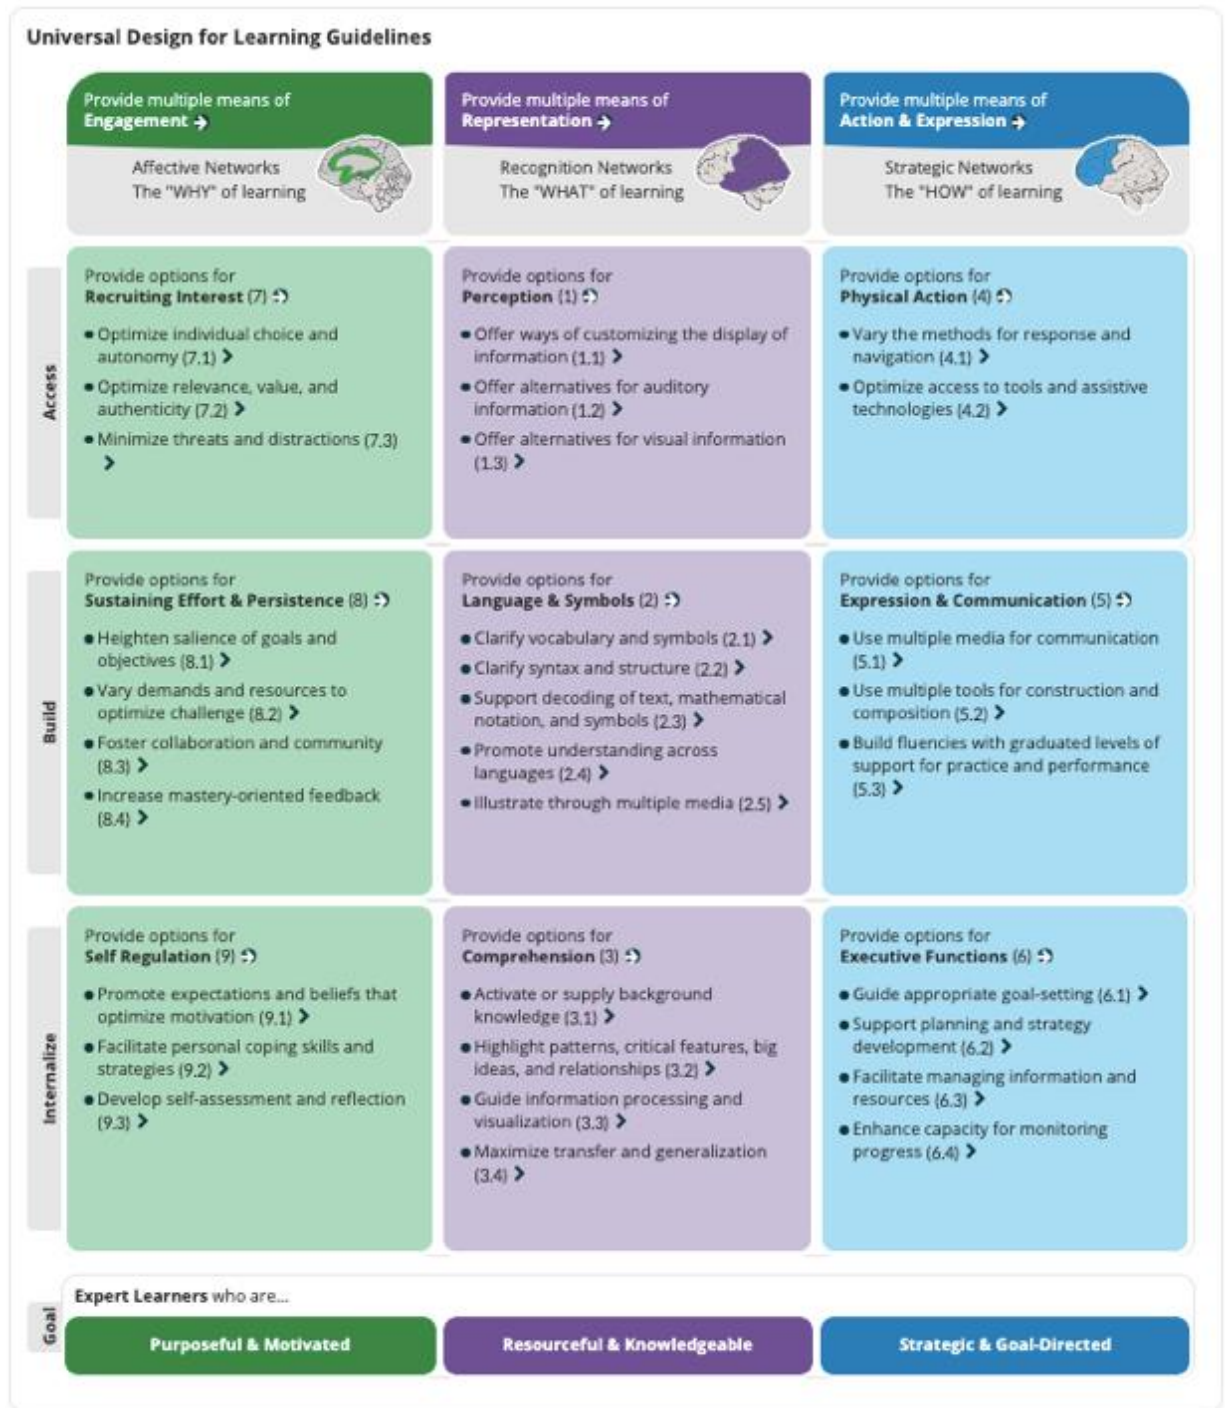 Universal Design for Learning Guidelines
Provide multiple means of
Engagement →
Affective Networks
The "WHY" of learning
Provide multiple means of
Representation →
Recognition Networks
The "WHAT" of learning
Provide multiple means of
Action & Expression →
Strategic Networks
The "HOW" of learning
Access
Provide options for
Recruiting Interest (7)
• Optimize individual choice and
autonomy (7.1) >
• Optimize relevance, value, and
authenticity (7.2) >
• Minimize threats and distractions (7.3)
>
Provide options for
Perception (1)
• Offer ways of customizing the display of
information (1.1) >
• Offer alternatives for auditory
information (1.2) >
• Offer alternatives for visual information
(1.3) >
Provide options for
Physical Action (4)
• Vary the methods for response and
navigation (4.1) >
• Optimize access to tools and assistive
technologies (4.2) >
Build
Provide options for
Sustaining Effort & Persistence (8)
• Heighten salience of goals and
objectives (8.1) >
• Vary demands and resources to
optimize challenge (8.2) >
• Foster collaboration and community
(8.3) >
• Increase mastery-oriented feedback
(8.4) >
Provide options for
Language & Symbols (2)
• Clarify vocabulary and symbols (2.1) >
• Clarify syntax and structure (2.2) >
• Support decoding of text, mathematical
notation, and symbols (2.3) >
• Promote understanding across
languages (2.4) >
• Illustrate through multiple media (2.5) >
Provide options for
Expression & Communication (5)
• Use multiple media for communication
(5.1) >
• Use multiple tools for construction and
composition (5.2) >
• Build fluencies with graduated levels of
support for practice and performance
(5.3) >
Internalize
Provide options for
Self Regulation (9)
• Promote expectations and beliefs that
optimize motivation (9.1) >
• Facilitate personal coping skills and
strategies (9.2) >
• Develop self-assessment and reflection
(9.3) >
Provide options for
Comprehension (3)
• Activate or supply background
knowledge (3.1) >
• Highlight patterns, critical features, big
ideas, and relationships (3.2) >
• Guide information processing and
visualization (3.3) >
• Maximize transfer and generalization
(3.4) >
Provide options for
Executive Functions (6)
• Guide appropriate goal-setting (6.1) >
• Support planning and strategy
development (6.2) >
• Facilitate managing information and
resources (6.3) >
• Enhance capacity for monitoring
progress (6.4) >
Goal
Expert Learners who are...
Purposeful & Motivated
Resourceful & Knowledgeable
Strategic & Goal-Directed